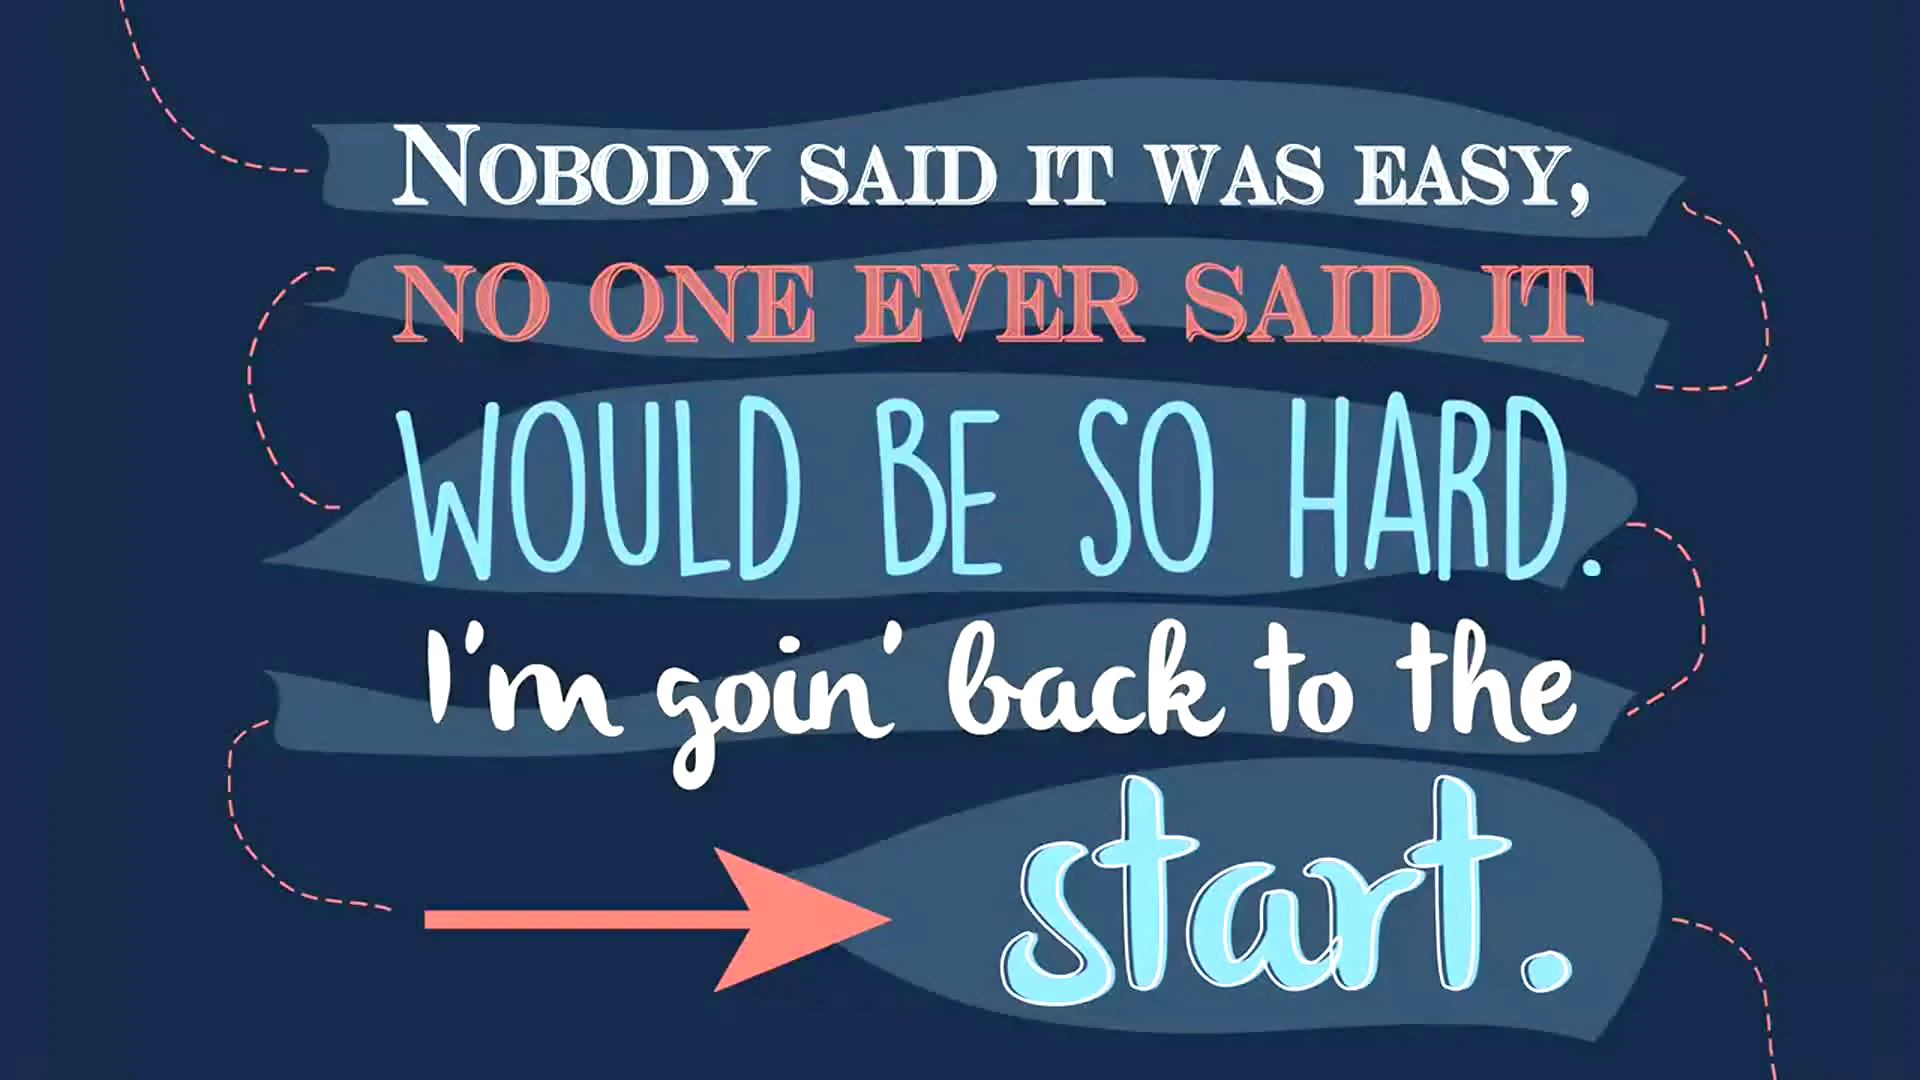 Nobody said it was easy,
no one ever said it
WOULD BE SO HARD.
I'm goin' back to the
start.